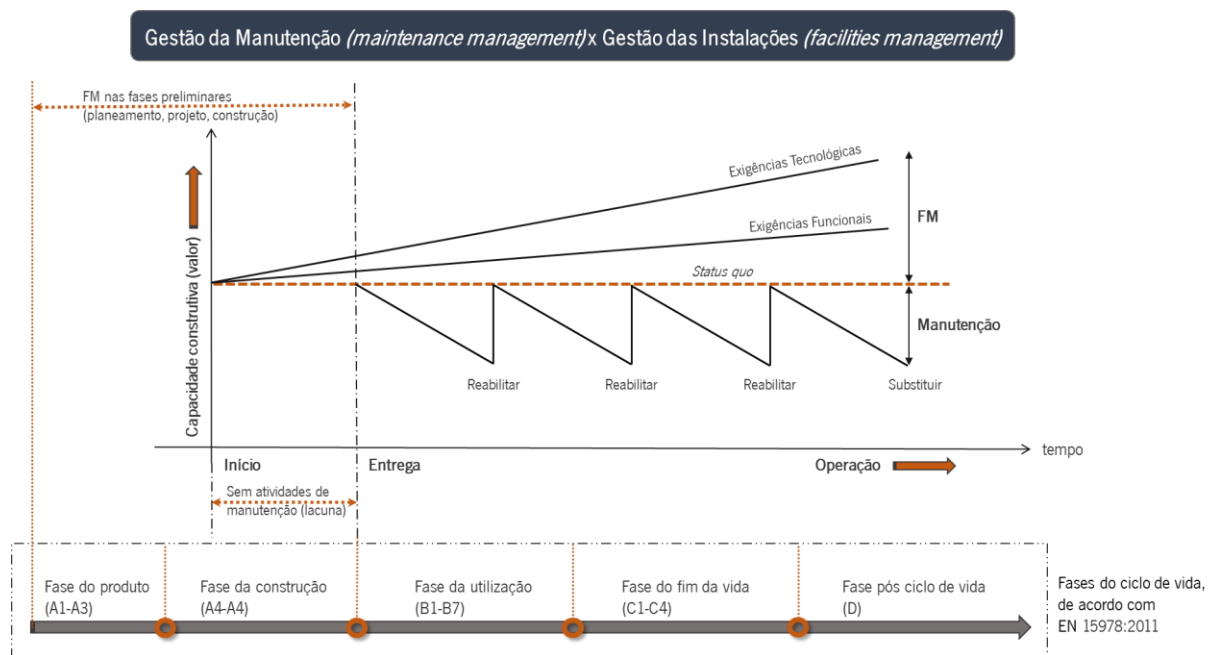 Gestão da Manutenção (maintenance management) x Gestão das Instalações (facilities management)
FM nas fases preliminares
(planeamento, projeto, construção)
Capacidade construtiva (valor)
Exigências Tecnológicas
Exigências Funcionais
FM
Status quo
Manutenção
Reabilitar
Reabilitar
Reabilitar
Substituir
tempo
Início
Entrega
Operação
Sem atividades de
manutenção (lacuna)
Fase do produto
(A1-A3)
Fase da construção
(A4-A4)
Fase da utilização
(B1-B7)
Fase do fim da vida
(C1-C4)
Fase pós ciclo de vida
(D)
Fases do ciclo de vida,
de acordo com
EN 15978:2011